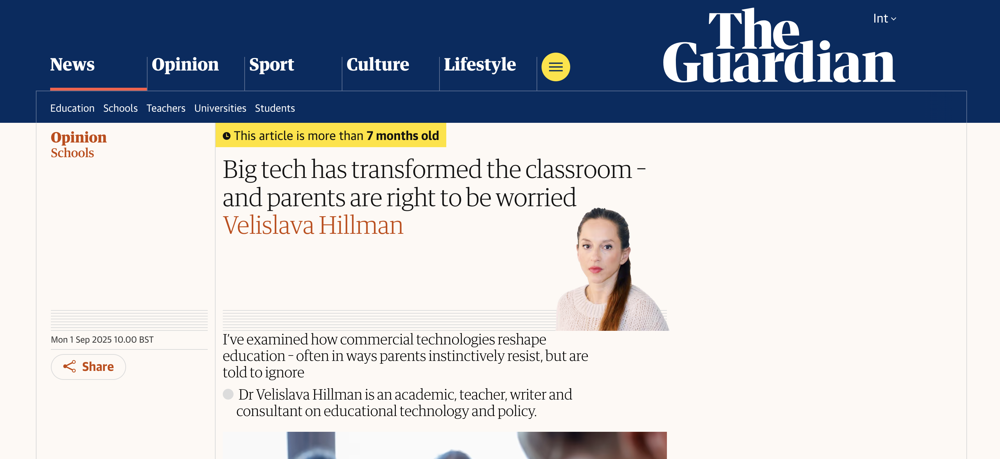 The
Guardian
Int
News
Opinion
Sport
Culture
Lifestyle
Education Schools Teachers Universities Students
Opinion
Schools
This article is more than 7 months old
Big tech has transformed the classroom –
and parents are right to be worried
Velislava Hillman
Mon 1 Sep 2025 10.00 BST
Share
I’ve examined how commercial technologies reshape
education – often in ways parents instinctively resist, but are
told to ignore
Dr Velislava Hillman is an academic, teacher, writer and
consultant on educational technology and policy.